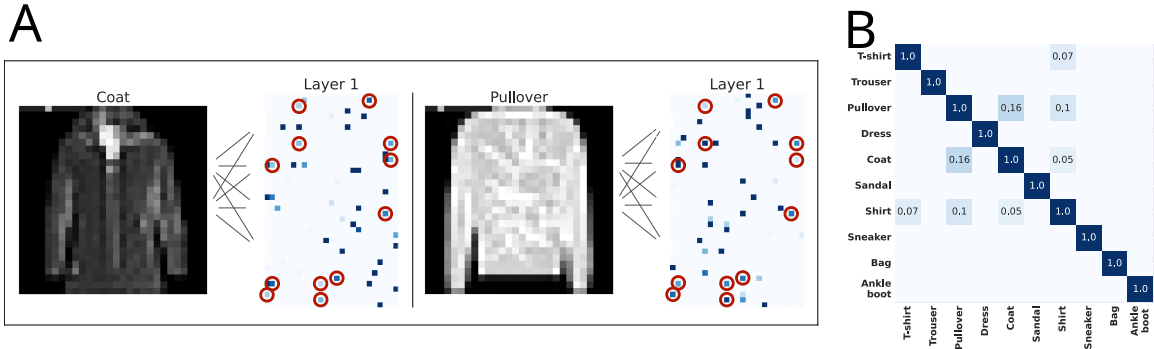 A
Coat
Layer 1
Pullover
Layer 1
B
T-shirt 1.0 0.07
Trouser 1.0
Pullover 1.0 0,16 0,1
Dress 1.0
Coat 0.16 1.0 0.05
Sandal 1.0
Shirt 0.07 0.1 0.05 1.0
Sneaker 1.0
Bag 1.0
Ankle
boot 1.0
T-shirt Trouser Pullover Dress Coat Sandal Shirt Sneaker Bag Ankle
boot